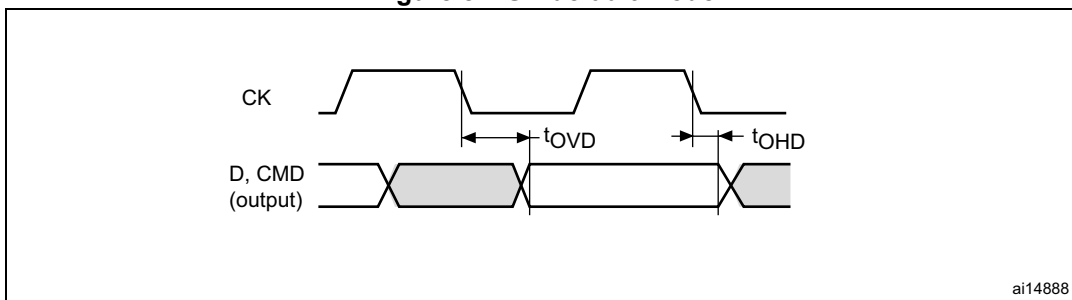 CK
tOVD
tOHD
D, CMD
(output)
ai14888